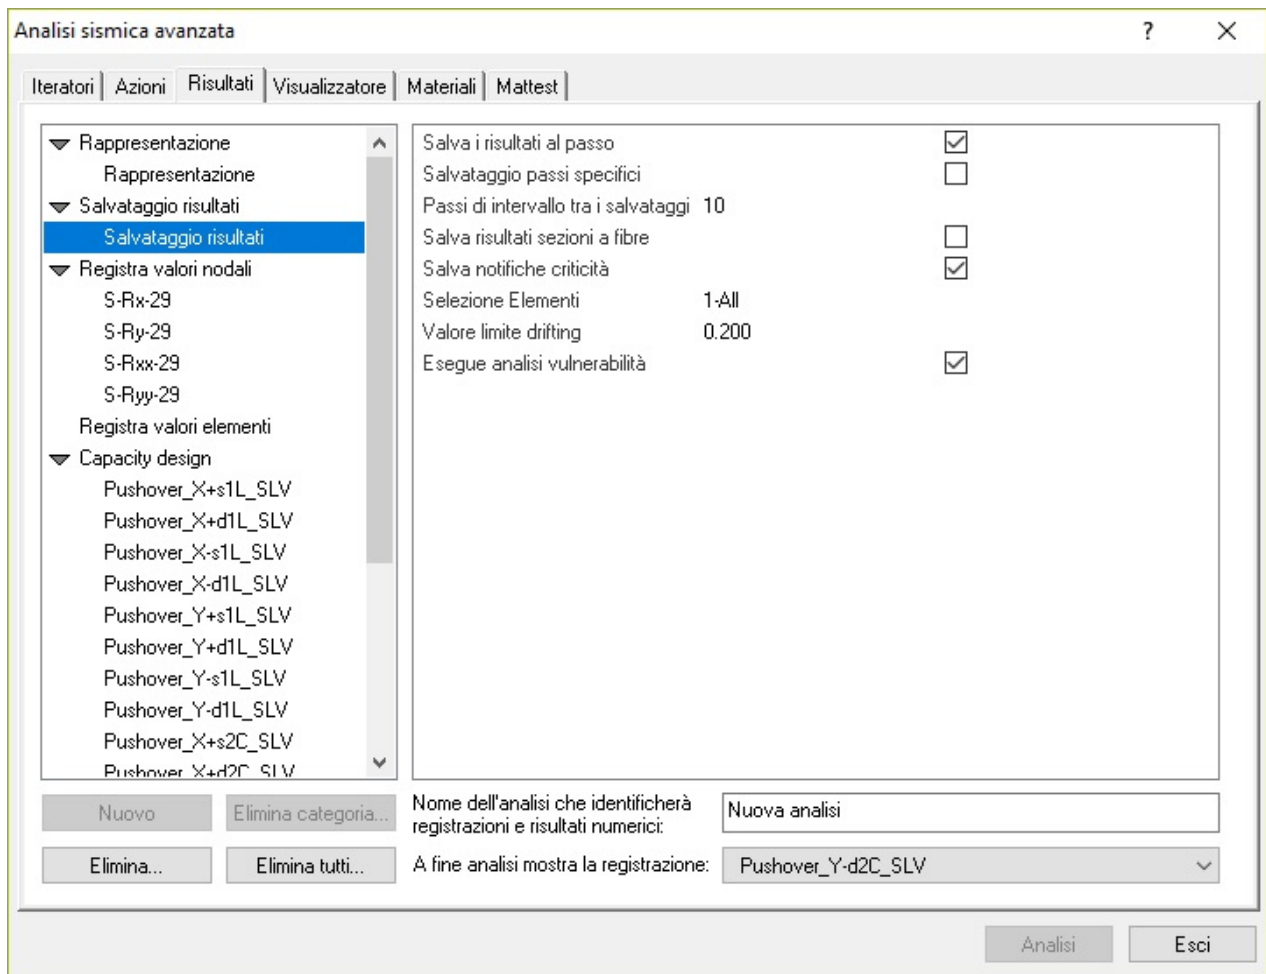 Analisi sismica avanzata
Iteratori Azioni Risultati Visualizzatore Materiali Mattest
Rappresentazione
Rappresentazione
Salvataggio risultati
Salvataggio risultati
Registra valori nodali
S-Rx-29
S-Ry-29
S-Rxx-29
S-Ryy-29
Registra valori elementi
Capacity design
Pushover_X+s1L_SLV
Pushover_X+d1L_SLV
Pushover_X-s1L_SLV
Pushover_X-d1L_SLV
Pushover_Y+s1L_SLV
Pushover_Y+d1L_SLV
Pushover_Y-s1L_SLV
Pushover_Y-d1L_SLV
Pushover_X+s2C_SLV
Pushover_X+d2C_SLV
Salva i risultati al passo
Salvataggio passi specifici
Passi di intervallo tra i salvataggi 10
Salva risultati sezioni a fibre
Salva notifiche criticità
Selezione Elementi 1-All
Valore limite drifting 0.200
Esegue analisi vulnerabilità
Nuovo Elimina categoria...
Elimina... Elimina tutti...
Nome dell'analisi che identificherà
registrazioni e risultati numerici:
Nuova analisi
A fine analisi mostra la registrazione: Pushover_Y-d2C_SLV
Analisi Esci